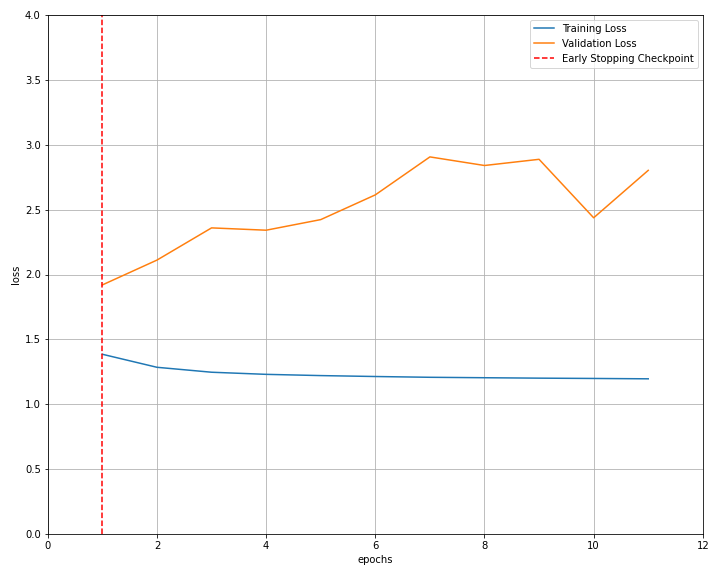 4.0
3.5
3.0
2.5
2.0
1.5
1.0
0.5
0.0
loss
0 2 4 6 8 10 12
epochs
Training Loss
Validation Loss
Early Stopping Checkpoint